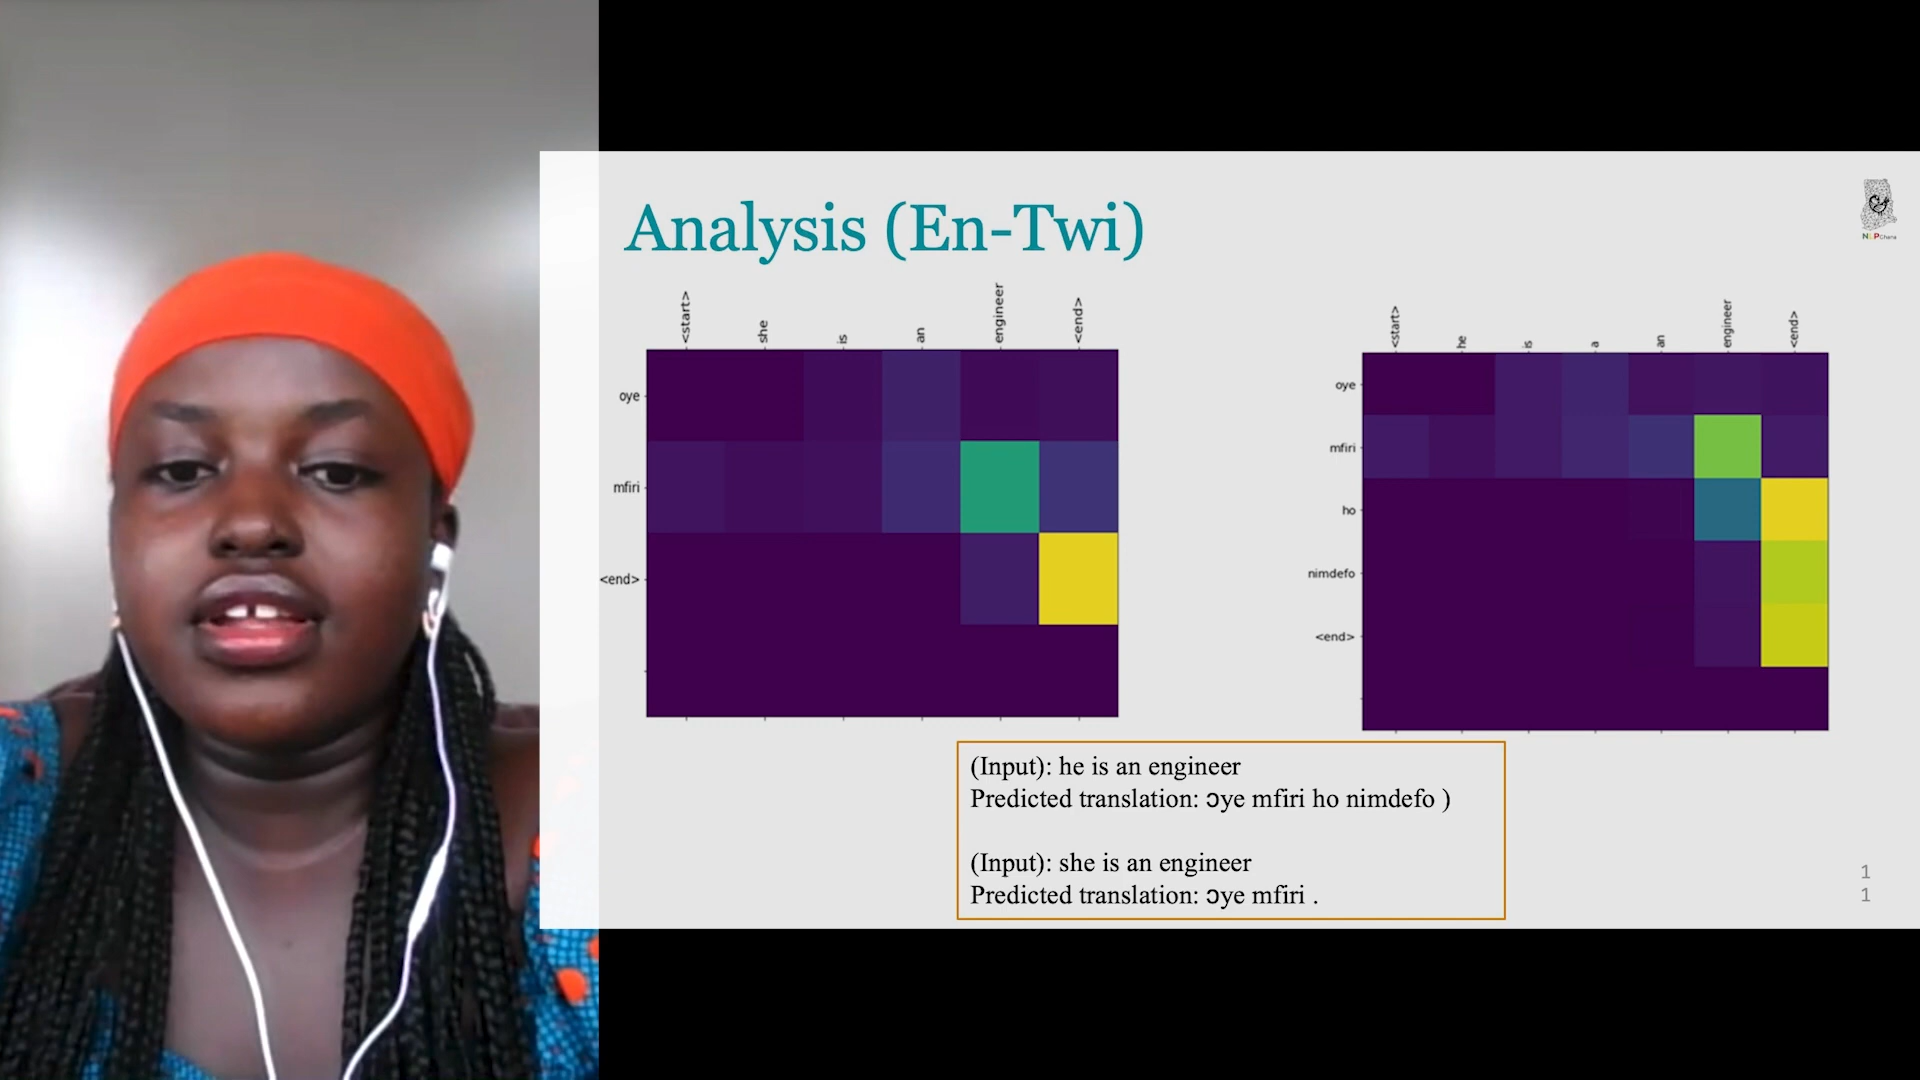 Analysis (En-Twi)
NLPGhana
<start> she is an engineer <end>
oye
mfiri
<end>
<start> he is a an engineer <end>
oye
mfiri
ho
nimdefo
<end>
(Input): he is an engineer
Predicted translation: ɔye mfiri ho nimdefo )
(Input): she is an engineer
Predicted translation: ɔye mfiri .
1
1